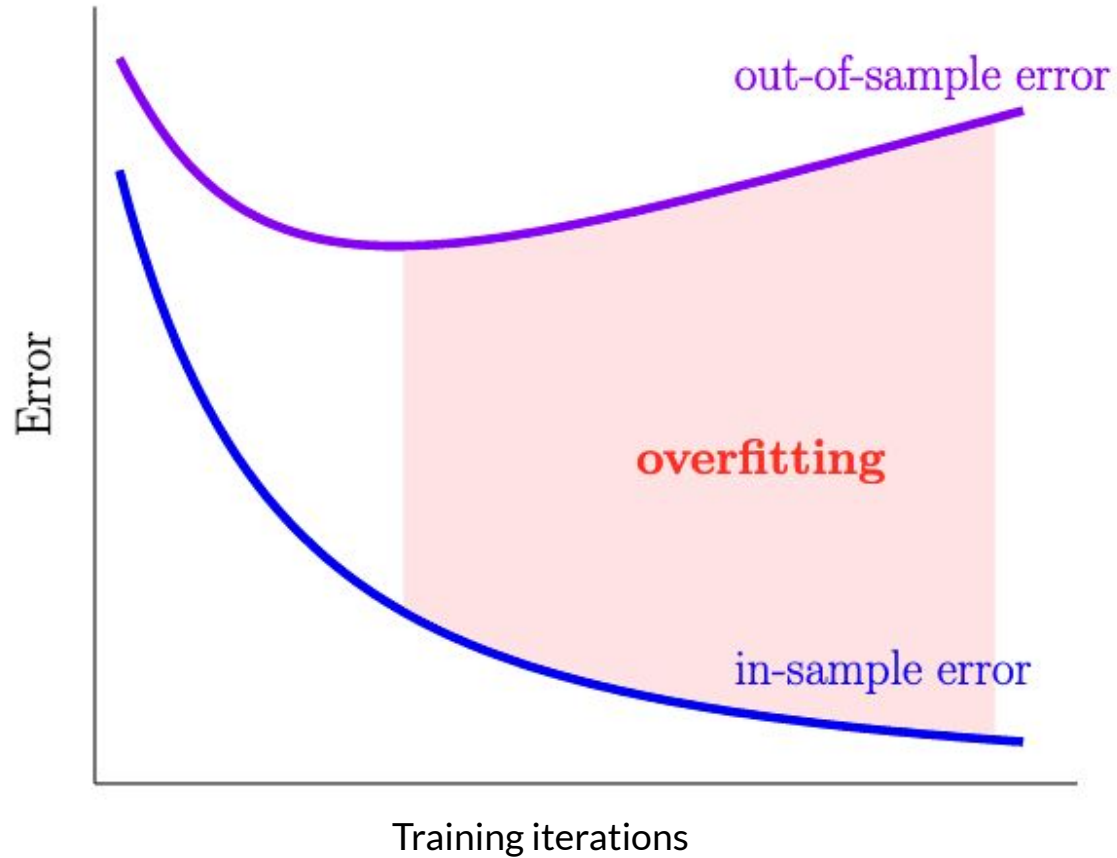 out-of-sample error
Error
overfitting
in-sample error
Training iterations